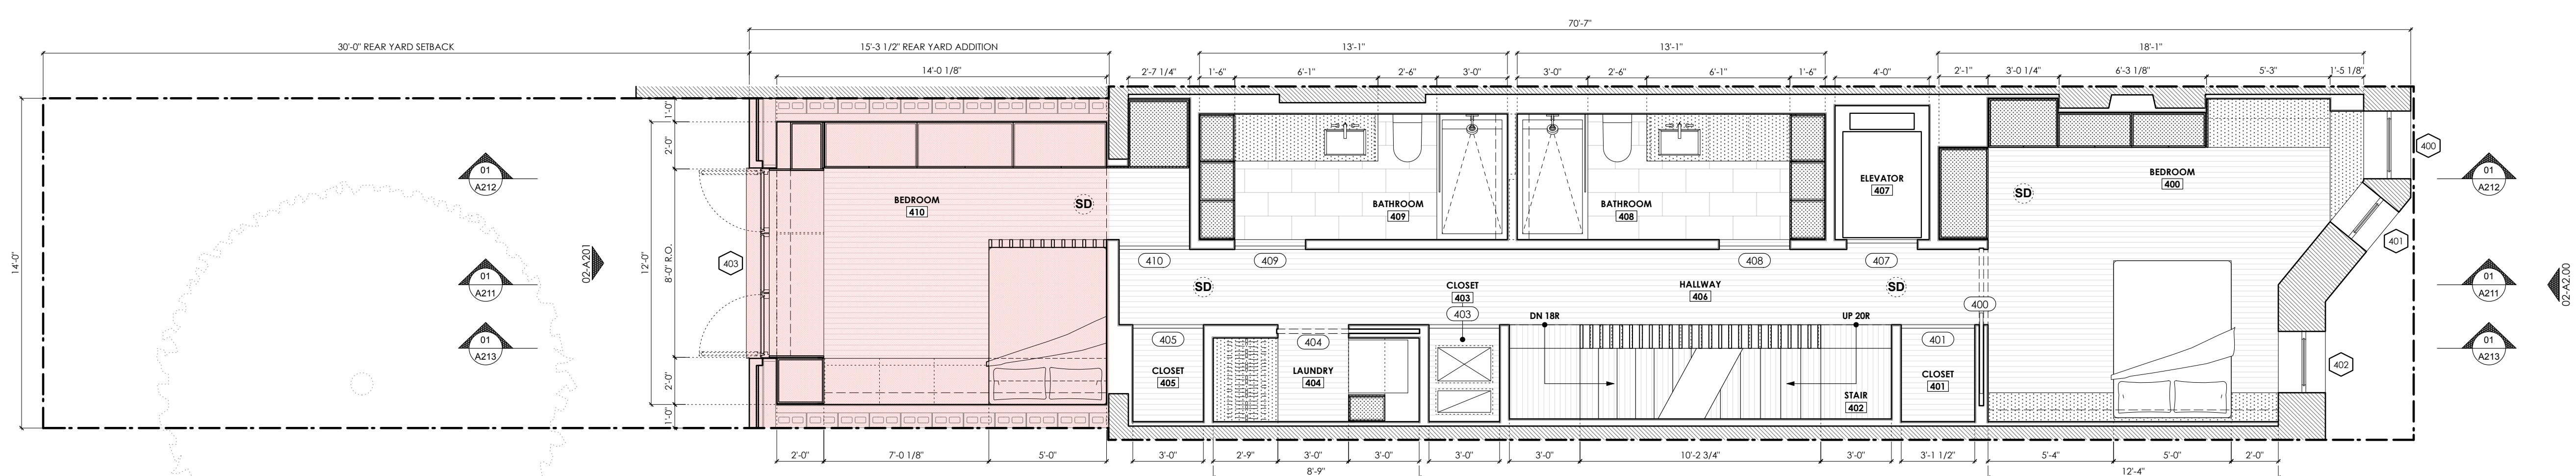 70'-7"
30'-0" REAR YARD SETBACK
15'-3 1/2" REAR YARD ADDITION
13'-1"
13'-1"
18'-1"
14'-0 1/8"
2'-7 1/4"
1'-6"
6'-1"
2'-6"
3'-0"
3'-0"
2'-6"
6'-1"
1'-6"
4'-0"
2'-1"
3'-0 1/4"
6'-3 1/8"
5'-3"
1'-5 1/8"
14'-0"
1'-0"
2'-0"
12'-0"
8'-0" R.O.
2'-0"
1'-0"
01
A212
01
A211
01
A213
02-A201
403
BEDROOM
410
SD
BATHROOM
409
BATHROOM
408
ELEVATOR
407
BEDROOM
400
SD
400
401
402
01
A212
01
A211
01
A213
02-A2.00
410
409
408
407
SD
CLOSET
403
403
HALLWAY
406
SD
400
DN 18R
UP 20R
405
CLOSET
405
404
LAUNDRY
404
STAIR
402
401
CLOSET
401
2'-0"
7'-0 1/8"
5'-0"
3'-0"
2'-9"
3'-0"
3'-0"
3'-0"
3'-0"
10'-2 3/4"
3'-0"
3'-1 1/2"
5'-4"
5'-0"
2'-0"
8'-9"
12'-4"